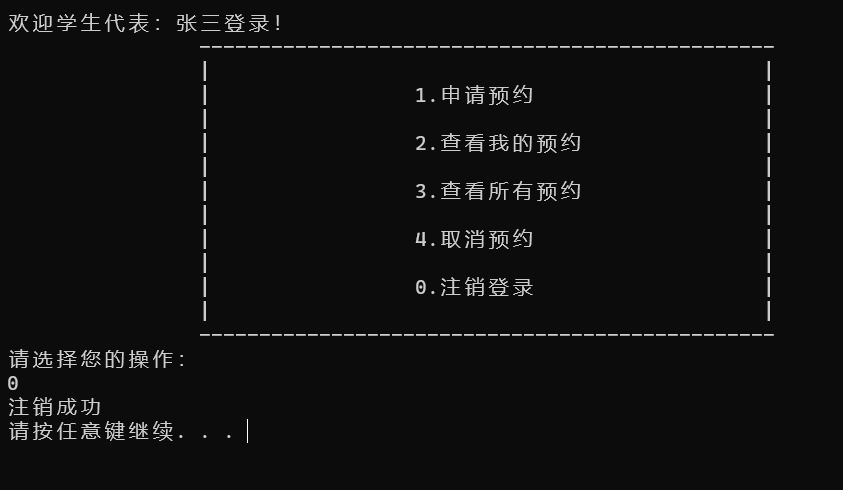 欢迎学生代表: 张三登录!
1.申请预约
2.查看我的预约
3.查看所有预约
4.取消预约
0.注销登录
请选择您的操作:
0
注销成功
请按任意键继续. . .